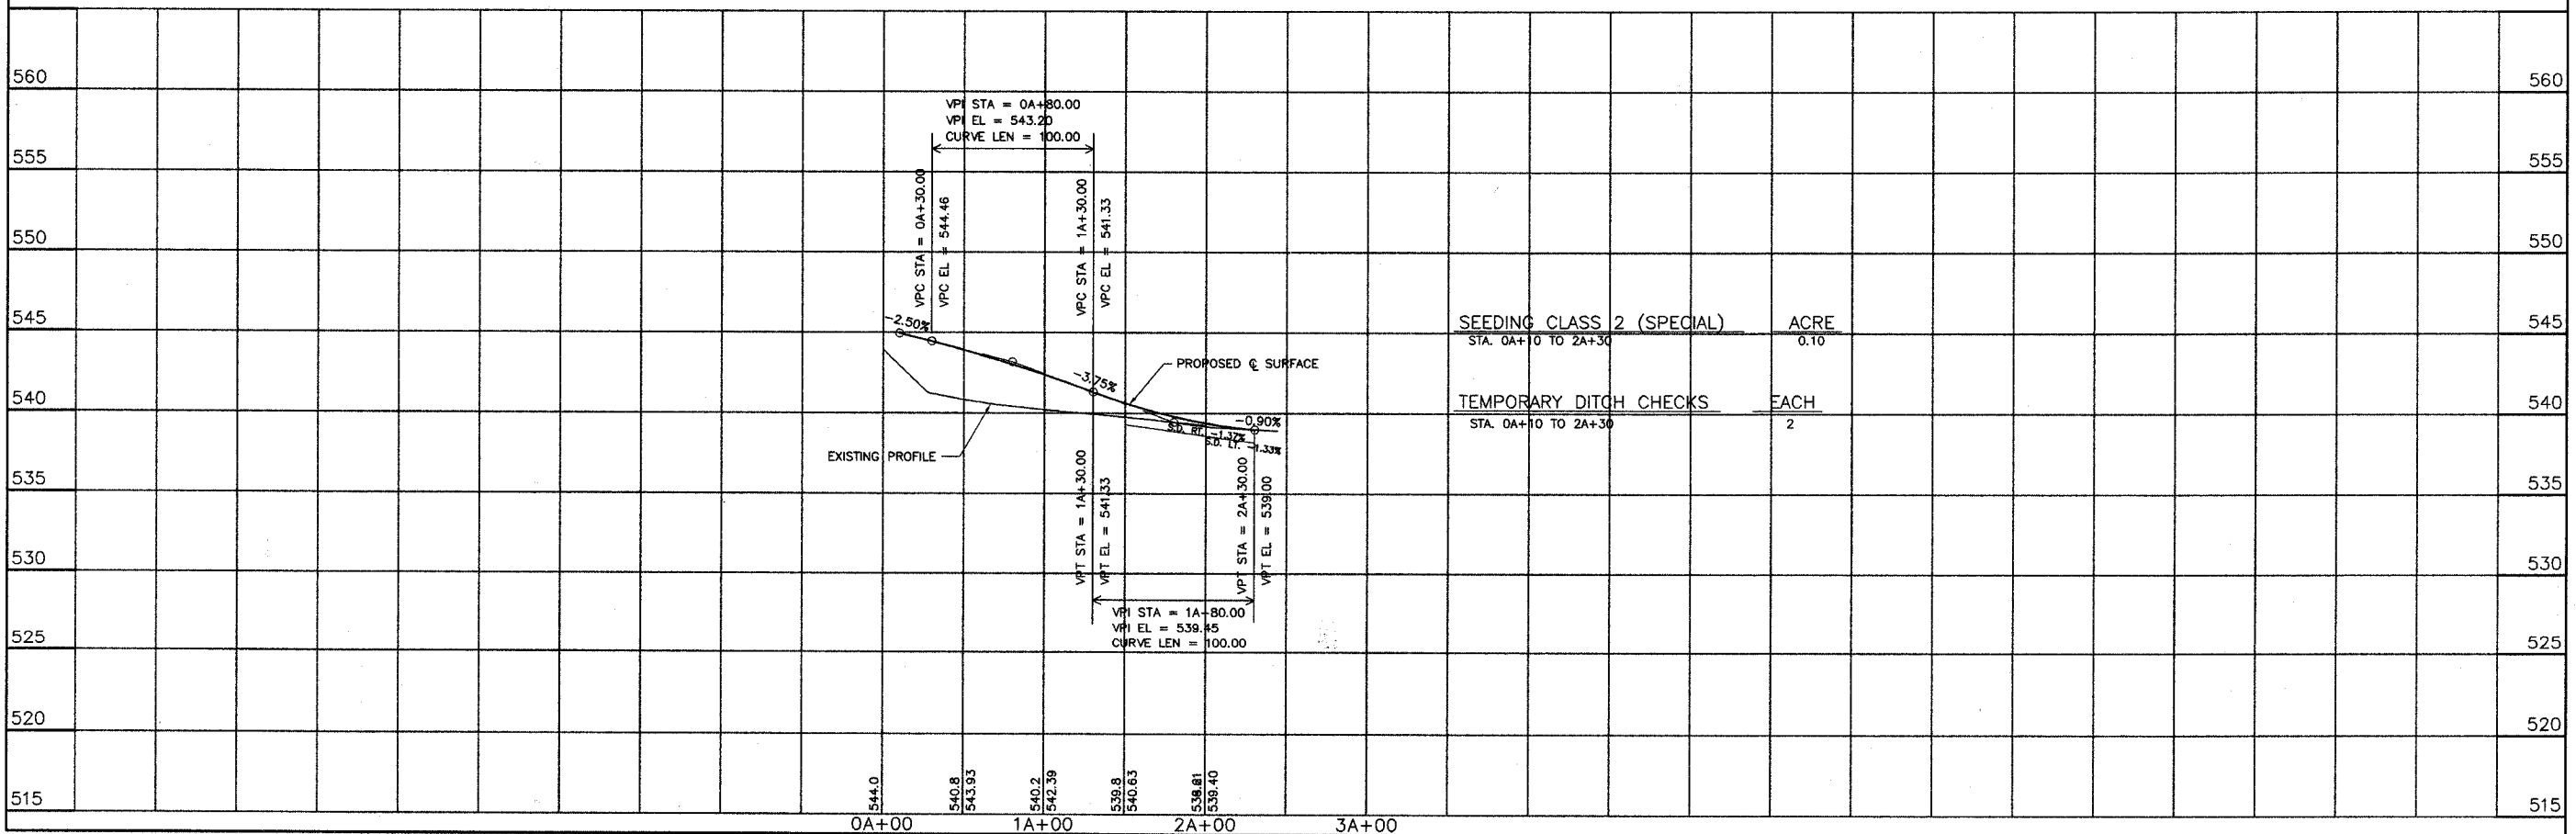 560 560
VPI STA = 0A+80.00
VPI EL = 543.20
CURVE LEN = 100.00
555 555
VPC STA = 0A+30.00
VPC EL = 544.46
VPC STA = 1A+30.00
VPC EL = 541.33
550 550
545 545
-2.50%
SEEDING CLASS 2 (SPECIAL) ACRE
STA. 0A+10 TO 2A+30 0.10
PROPOSED ℄ SURFACE
-3.75%
540 540
TEMPORARY DITCH CHECKS EACH
STA. 0A+10 TO 2A+30 2
-0.90%
S.D. RT. -1.37%
S.D. LT. -1.33%
EXISTING PROFILE
535 535
VPT STA = 1A+30.00
VPT EL = 541.33
VPT STA = 2A+30.00
VPT EL = 539.00
530 530
VPI STA = 1A+80.00
VPI EL = 539.45
CURVE LEN = 100.00
525 525
520 520
544.0
540.8
543.93
540.2
542.39
539.8
540.63
539.40
515 515
0A+00 1A+00 2A+00 3A+00